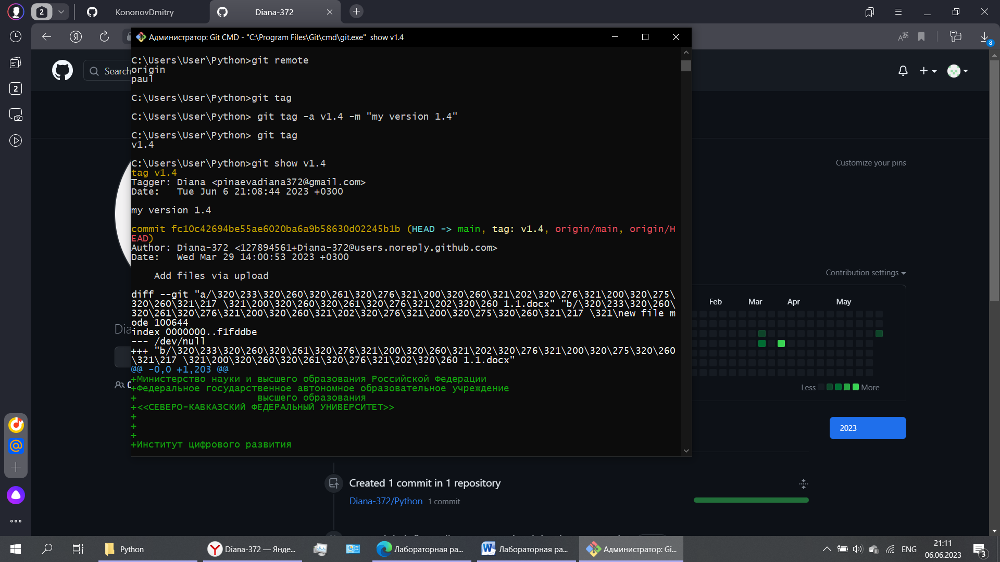 2
KononovDmitry
Diana-372
Администратор: Git CMD - "C:\Program Files\Git\cmd\git.exe"  show v1.4
8
Search
2
C:\Users\User\Python>git remote
origin
paul
C:\Users\User\Python>git tag
C:\Users\User\Python> git tag -a v1.4 -m "my version 1.4"
C:\Users\User\Python> git tag
v1.4
C:\Users\User\Python>git show v1.4
tag v1.4
Tagger: Diana <pinaevadiana372@gmail.com>
Date:   Tue Jun 6 21:08:44 2023 +0300
my version 1.4
commit fc10c42694be55ae6020ba6a9b58630d02245b1b (HEAD -> main, tag: v1.4, origin/main, origin/H
EAD)
Author: Diana-372 <127894561+Diana-372@users.noreply.github.com>
Date:   Wed Mar 29 14:00:53 2023 +0300
    Add files via upload
diff --git "a/\320\233\320\260\320\261\320\276\321\200\320\260\321\202\320\276\321\200\320\275\
320\260\321\217 \321\200\320\260\320\261\320\276\321\202\320\260 1.1.docx" "b/\320\233\320\260\
320\261\320\276\321\200\320\260\321\202\320\276\321\200\320\275\320\260\321\217 \321\new file m
ode 100644
index 0000000..f1fddbe
--- /dev/null
+++ "b/\320\233\320\260\320\261\320\276\321\200\320\260\321\202\320\276\321\200\320\275\320\260
\321\217 \321\200\320\260\320\261\320\276\321\202\320\260 1.1.docx"
@@ -0,0 +1,203 @@
+Министерство науки и высшего образования Российской Федерации
+Федеральное государственное автономное образовательное учреждение
+                     высшего образования
+<<СЕВЕРО-КАВКАЗСКИЙ ФЕДЕРАЛЬНЫЙ УНИВЕРСИТЕТ>>
+
+
+
+Институт цифрового развития
Dia
0
Customize your pins
Contribution settings
Feb Mar Apr May
Less More
2023
Created 1 commit in 1 repository
Diana-372/Python 1 commit
Python
Diana-372 — Янде...
Лабораторная ра...
Лабораторная ра...
Администратор: Gi...
ENG
21:11
06.06.2023
3